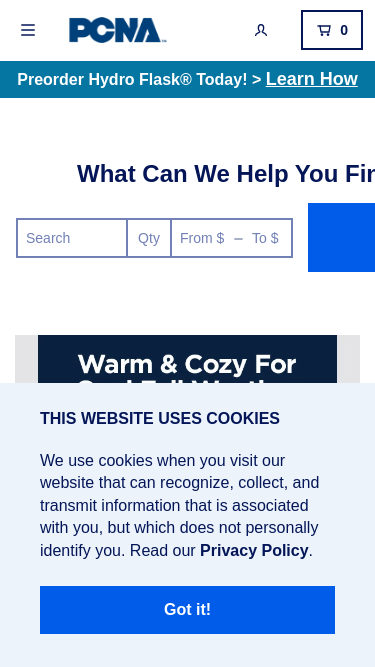 PCNA
0
Preorder Hydro Flask® Today! > Learn How
What Can We Help You Fin
Search Qty From $ – To $
Warm & Cozy For
THIS WEBSITE USES COOKIES
We use cookies when you visit our
website that can recognize, collect, and
transmit information that is associated
with you, but which does not personally
identify you. Read our Privacy Policy.
Got it!